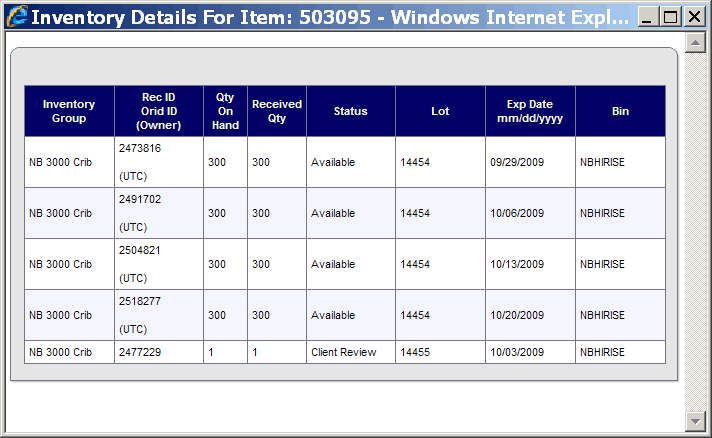 Inventory Details For Item: 503095 - Windows Internet Expl...
Inventory Group Rec ID Orid ID (Owner) Qty On Hand Received Qty Status Lot Exp Date mm/dd/yyyy Bin
NB 3000 Crib 2473816 (UTC) 300 300 Available 14454 09/29/2009 NBHIRISE
NB 3000 Crib 2491702 (UTC) 300 300 Available 14454 10/06/2009 NBHIRISE
NB 3000 Crib 2504821 (UTC) 300 300 Available 14454 10/13/2009 NBHIRISE
NB 3000 Crib 2518277 (UTC) 300 300 Available 14454 10/20/2009 NBHIRISE
NB 3000 Crib 2477229 1 1 Client Review 14455 10/03/2009 NBHIRISE